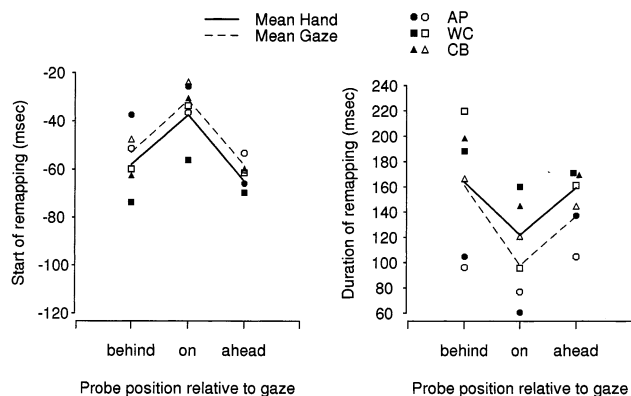 Mean Hand
Mean Gaze
AP
WC
CB
Start of remapping (msec)
-20
-40
-60
-80
-100
-120
behind on ahead
Probe position relative to gaze
Duration of remapping (msec)
240
220
200
180
160
140
120
100
80
60
behind on ahead
Probe position relative to gaze